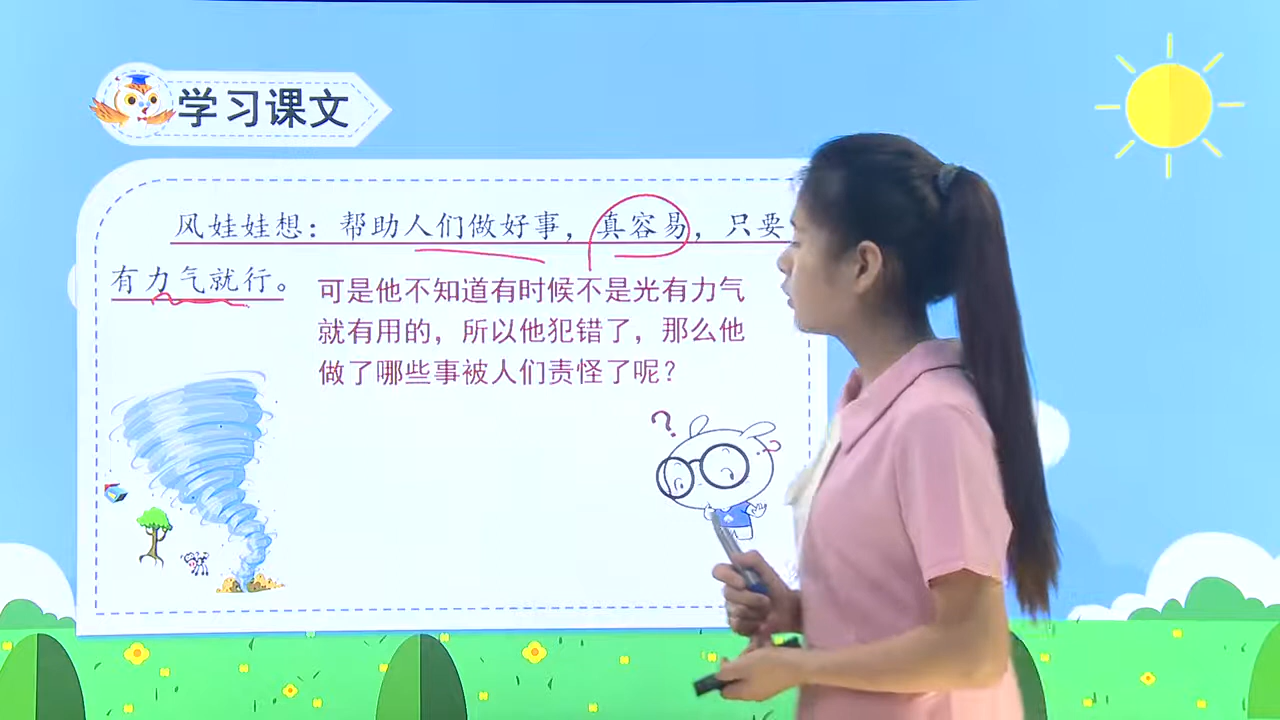 学习课文
风娃娃想：帮助人们做好事，真容易，只要
有力气就行。
可是他不知道有时候不是光有力气
就有用的，所以他犯错了，那么他
做了哪些事被人们责怪了呢？
?
?